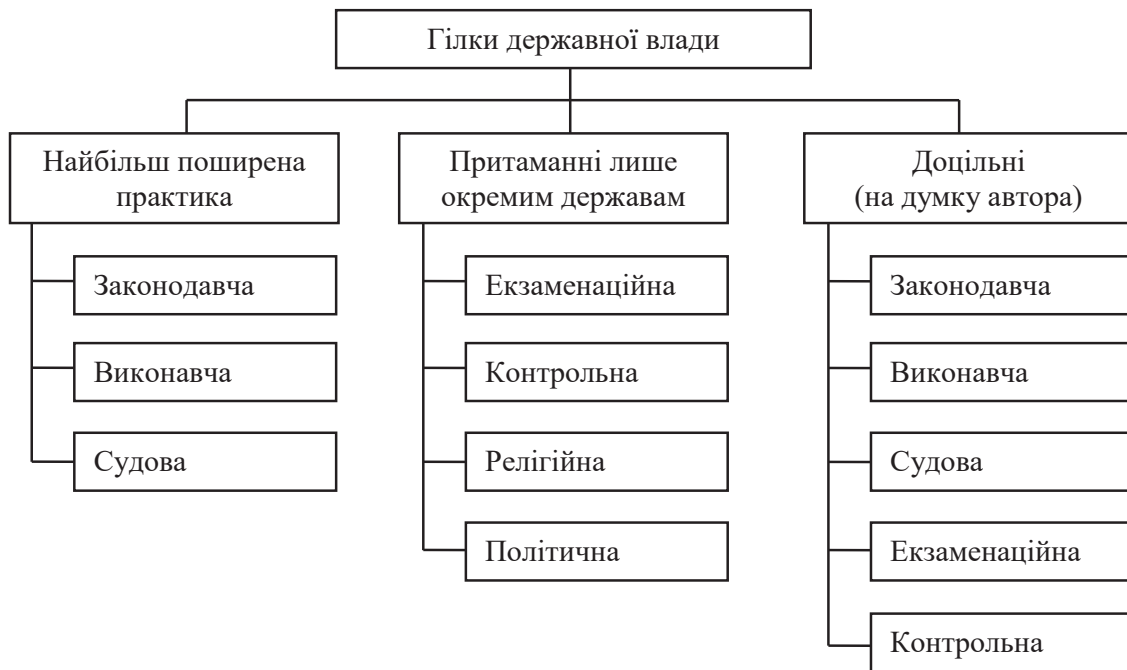 Гілки державної влади
Найбільш поширена
практика
Законодавча
Виконавча
Судова
Притаманні лише
окремим державам
Екзаменаційна
Контрольна
Релігійна
Політична
Доцільні
(на думку автора)
Законодавча
Виконавча
Судова
Екзаменаційна
Контрольна